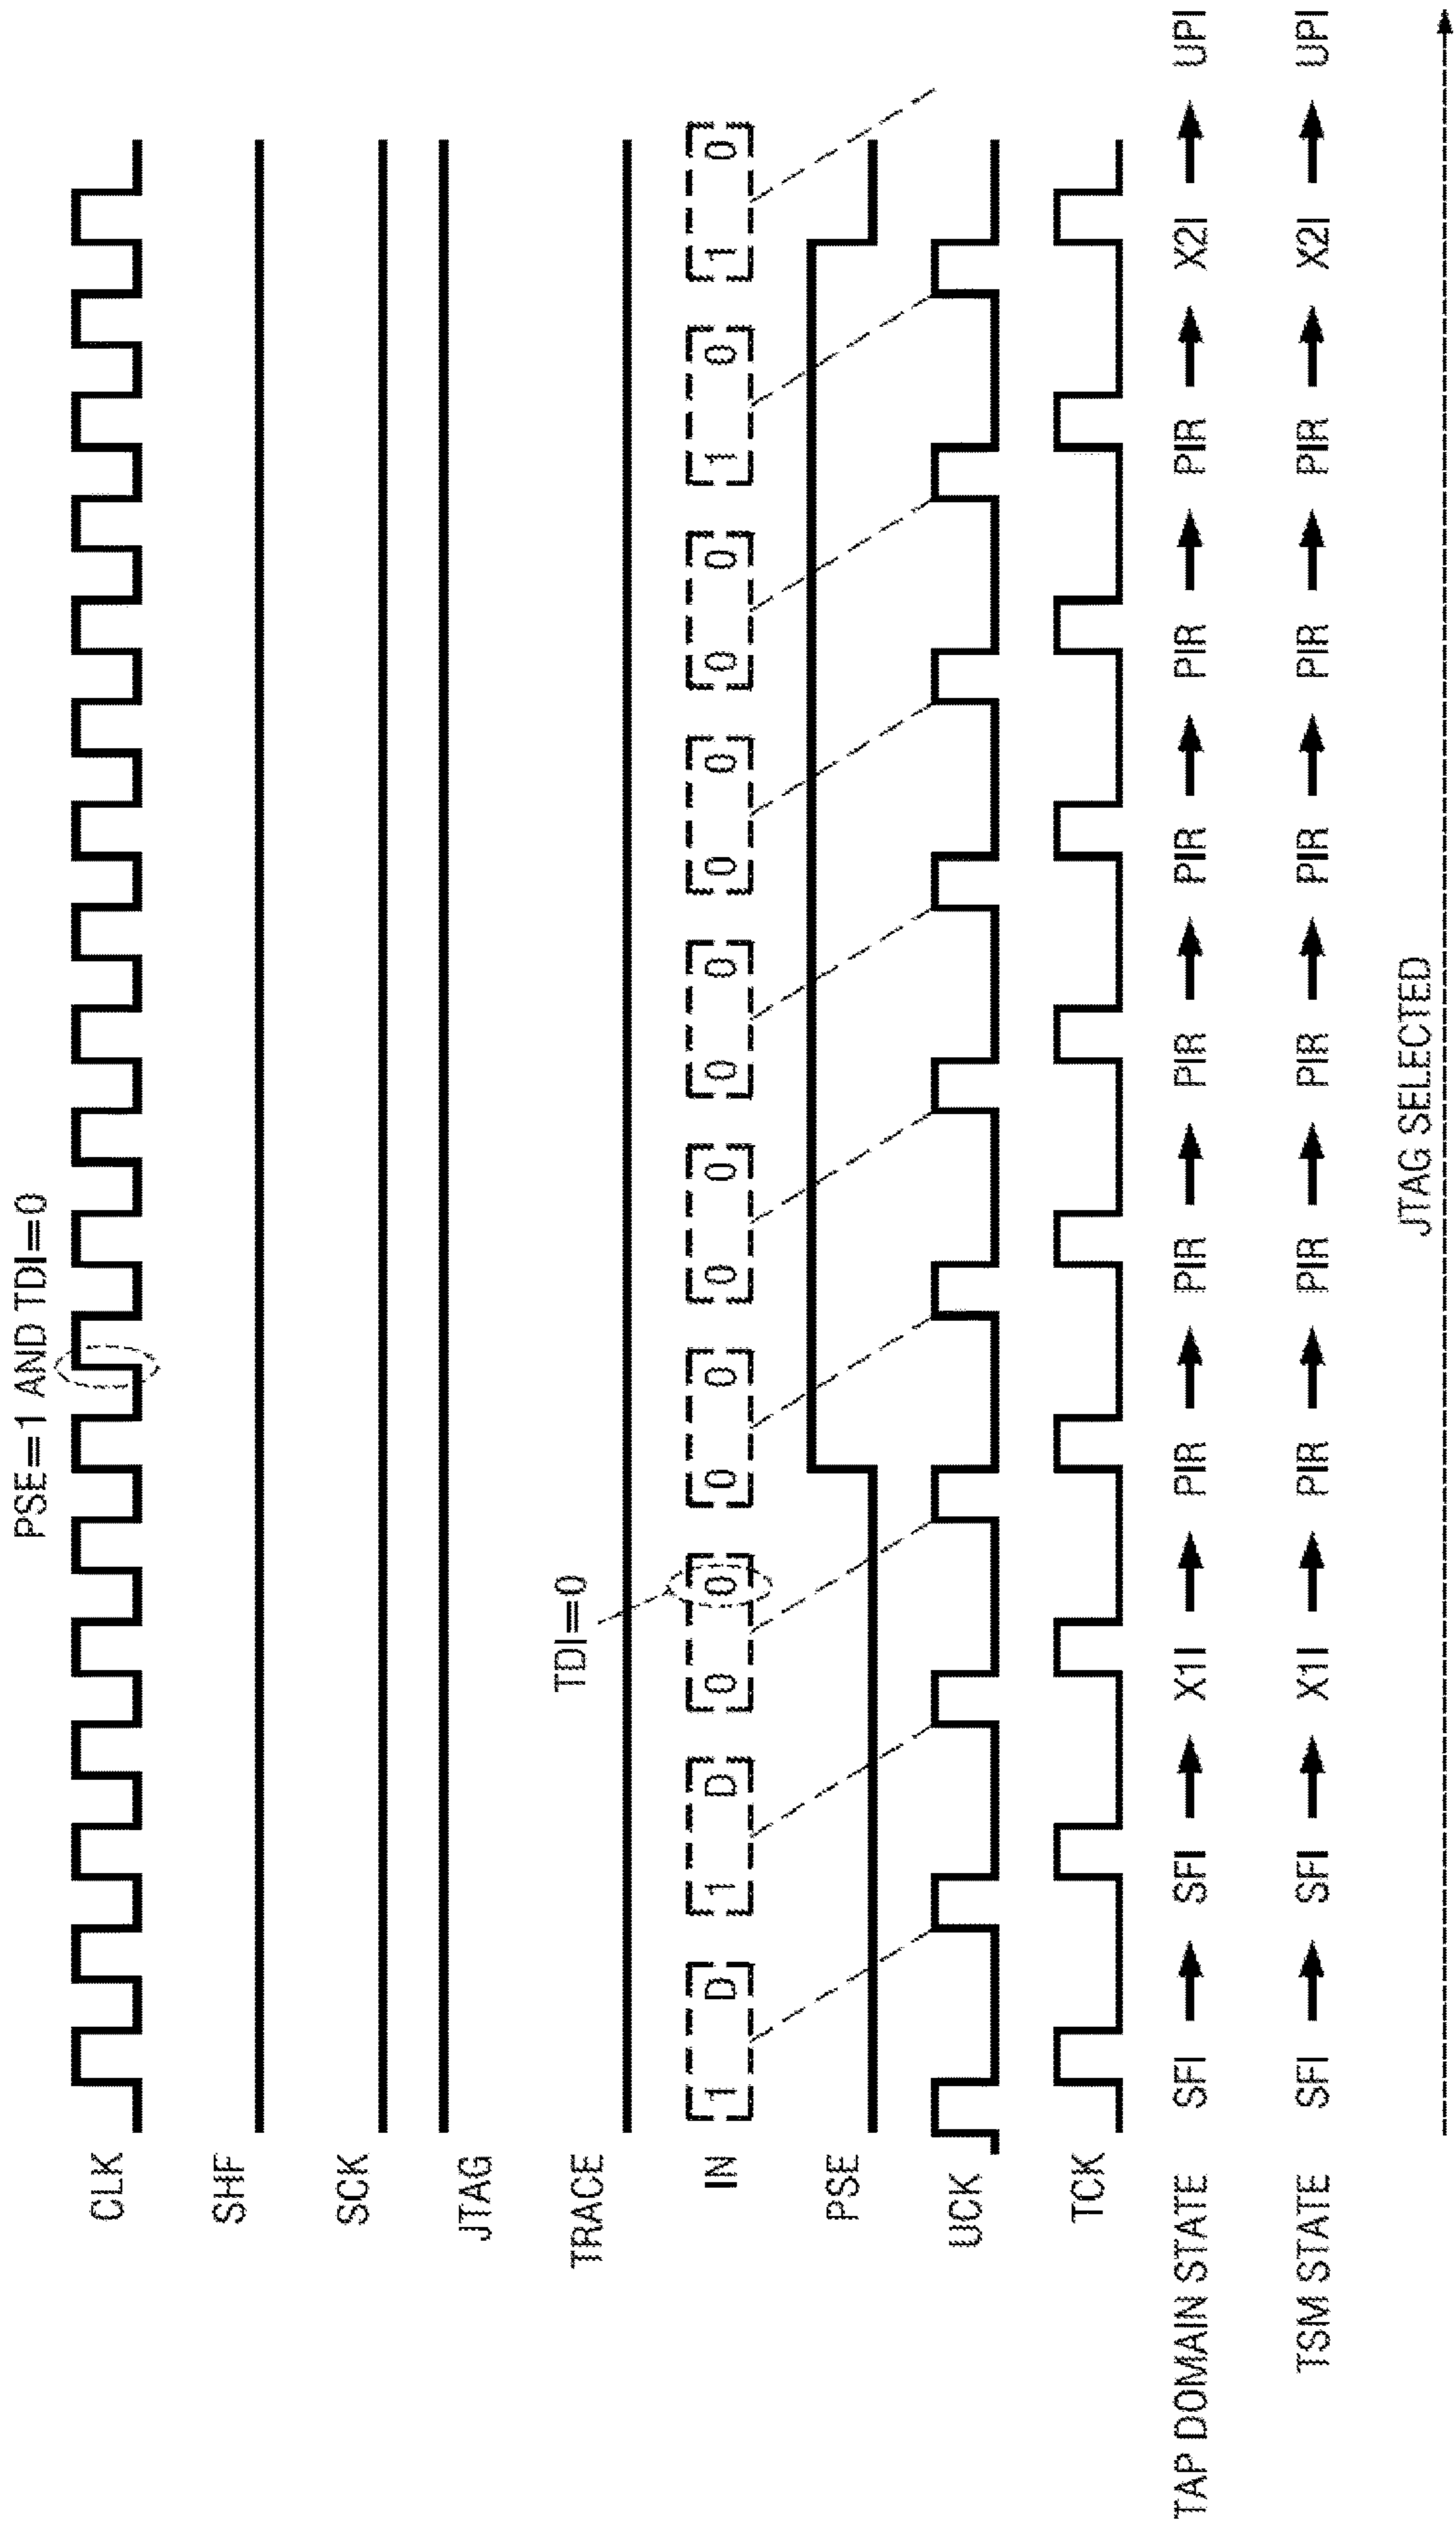 PSE=1 AND TDI=0
CLK
SHF
SCK
JTAG
TDI=0
TRACE
IN 1 D 1 D 0 0 0 0 0 0 0 0 0 0 0 0 1 0 1 0
PSE
UCK
TCK
TAP DOMAIN STATE SFI → SFI → X1I → PIR → PIR → PIR → PIR → PIR → PIR → X2I → UPI
TSM STATE SFI → SFI → X1I → PIR → PIR → PIR → PIR → PIR → PIR → X2I → UPI
JTAG SELECTED